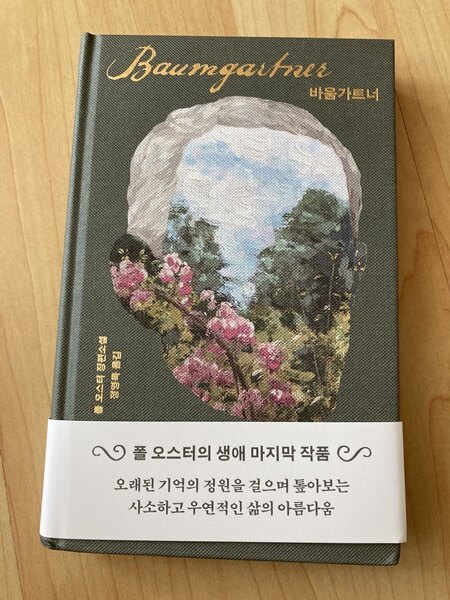 Baumgartner
바움가트너
폴 오스터 장편소설
정영목 옮김
폴 오스터의 생애 마지막 작품
오래된 기억의 정원을 걸으며 톺아보는
사소하고 우연적인 삶의 아름다움